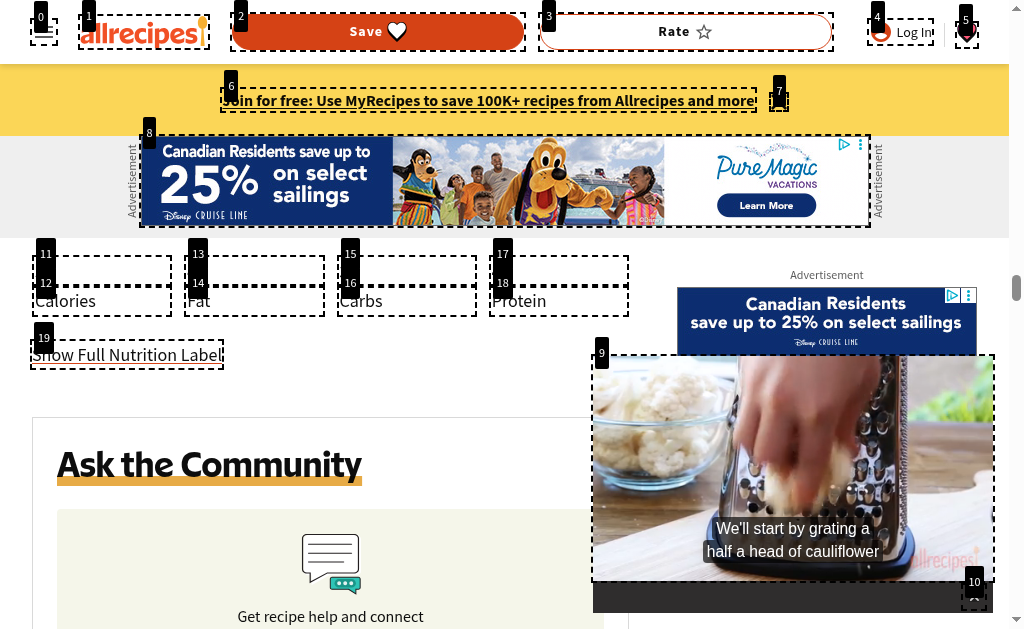 0
1
2
3
4
5
allrecipes
Save
Rate
Log In
6
7
Join for free: Use MyRecipes to save 100K+ recipes from Allrecipes and more
8
Advertisement
Canadian Residents save up to
25% on select sailings
Disney CRUISE LINE
©Disney
PURE MAGIC
VACATIONS
Learn More
Advertisement
11
13
15
17
12
14
16
18
Calories
Fat
Carbs
Protein
19
Show Full Nutrition Label
Advertisement
Canadian Residents
save up to 25% on select sailings
Disney CRUISE LINE
9
We'll start by grating a
half a head of cauliflower
allrecipes
10
Ask the Community
Get recipe help and connect